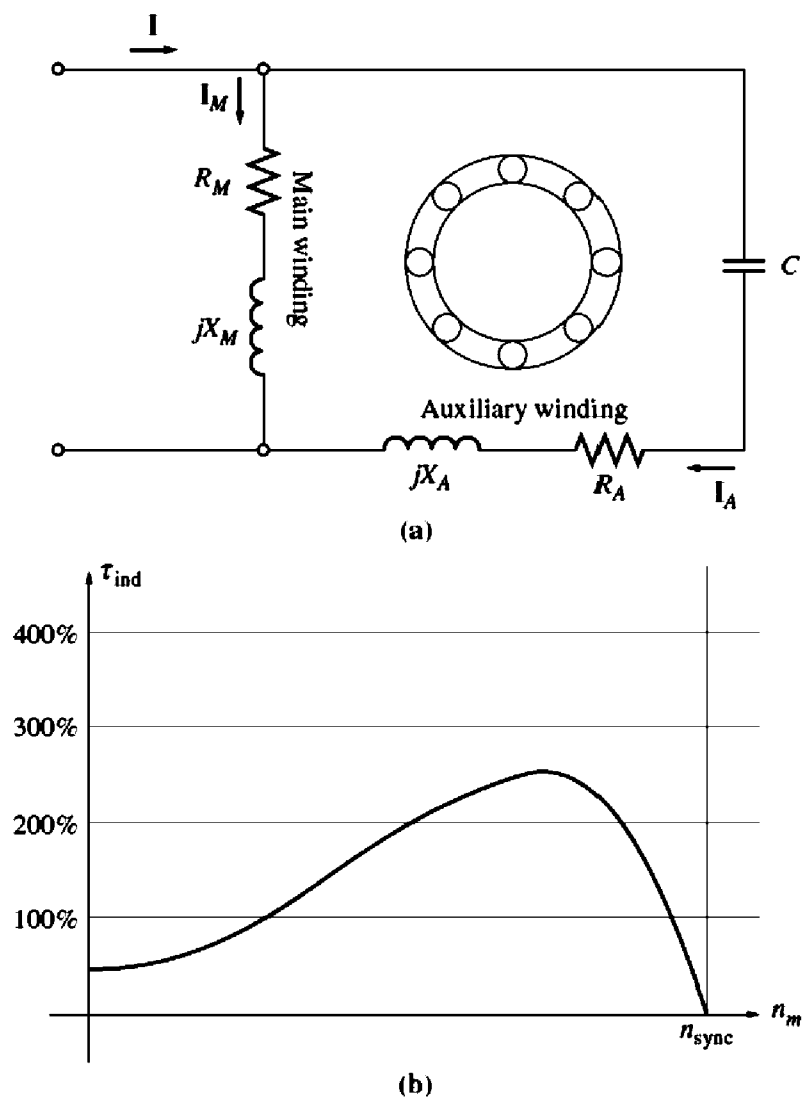 I
I_M
R_M
Main winding
jX_M
C
Auxiliary winding
jX_A
R_A
I_A
(a)
τ_ind
400%
300%
200%
100%
n_m
n_sync
(b)